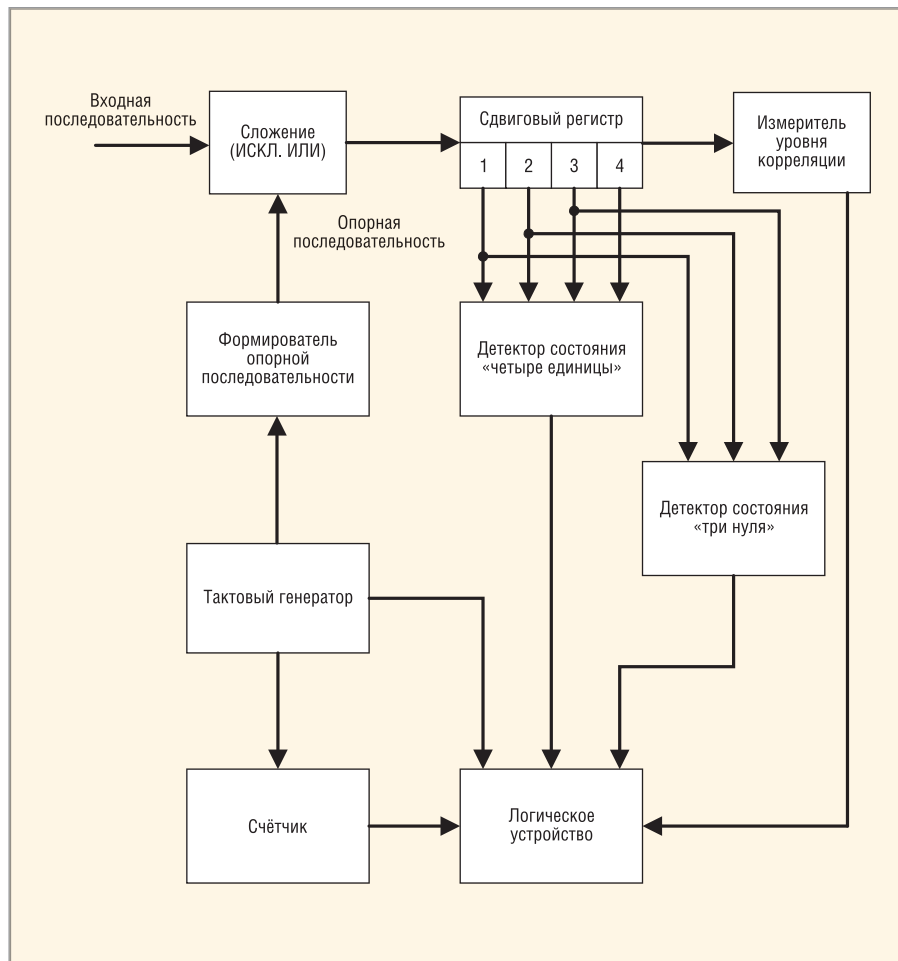 Входная
последовательность
Сложение
(ИСКЛ. ИЛИ)
Сдвиговый регистр
1 2 3 4
Измеритель
уровня
корреляции
Опорная
последовательность
Формирователь
опорной
последовательности
Детектор состояния
«четыре единицы»
Детектор состояния
«три нуля»
Тактовый генератор
Счётчик
Логическое
устройство